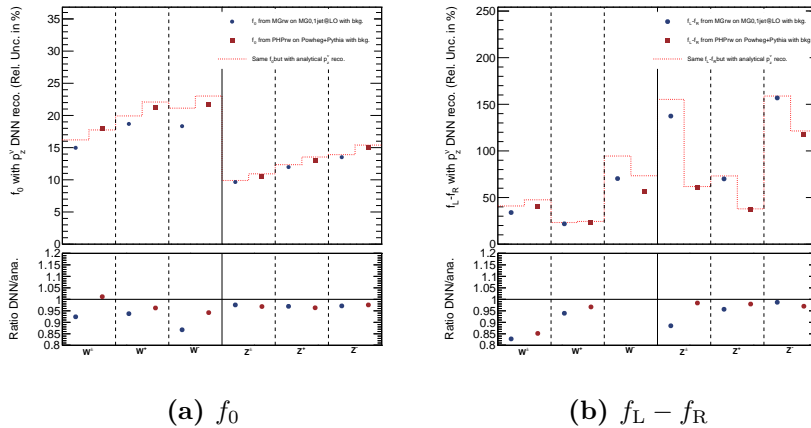 f₀ with p_z^ν DNN reco. (Rel. Unc. in %)
35
30
25
20
15
10
5
0
f₀ from MGrw on MG0,1jet@LO with bkg.
f₀ from PHPrw on Powheg+Pythia with bkg.
Same f₀but with analytical p_z^ν reco.
Ratio DNN/ana.
1.2
1.15
1.1
1.05
1
0.95
0.9
0.85
0.8
W± W⁺ W⁻ Z± Z⁺ Z⁻
(a) f₀
f_L-f_R with p_z^ν DNN reco. (Rel. Unc. in %)
250
200
150
100
50
0
f_L-f_R from MGrw on MG0,1jet@LO with bkg.
f_L-f_R from PHPrw on Powheg+Pythia with bkg.
Same f_L-f_Rbut with analytical p_z^ν reco.
Ratio DNN/ana.
1.2
1.15
1.1
1.05
1
0.95
0.9
0.85
0.8
W± W⁺ W⁻ Z± Z⁺ Z⁻
(b) f_L − f_R